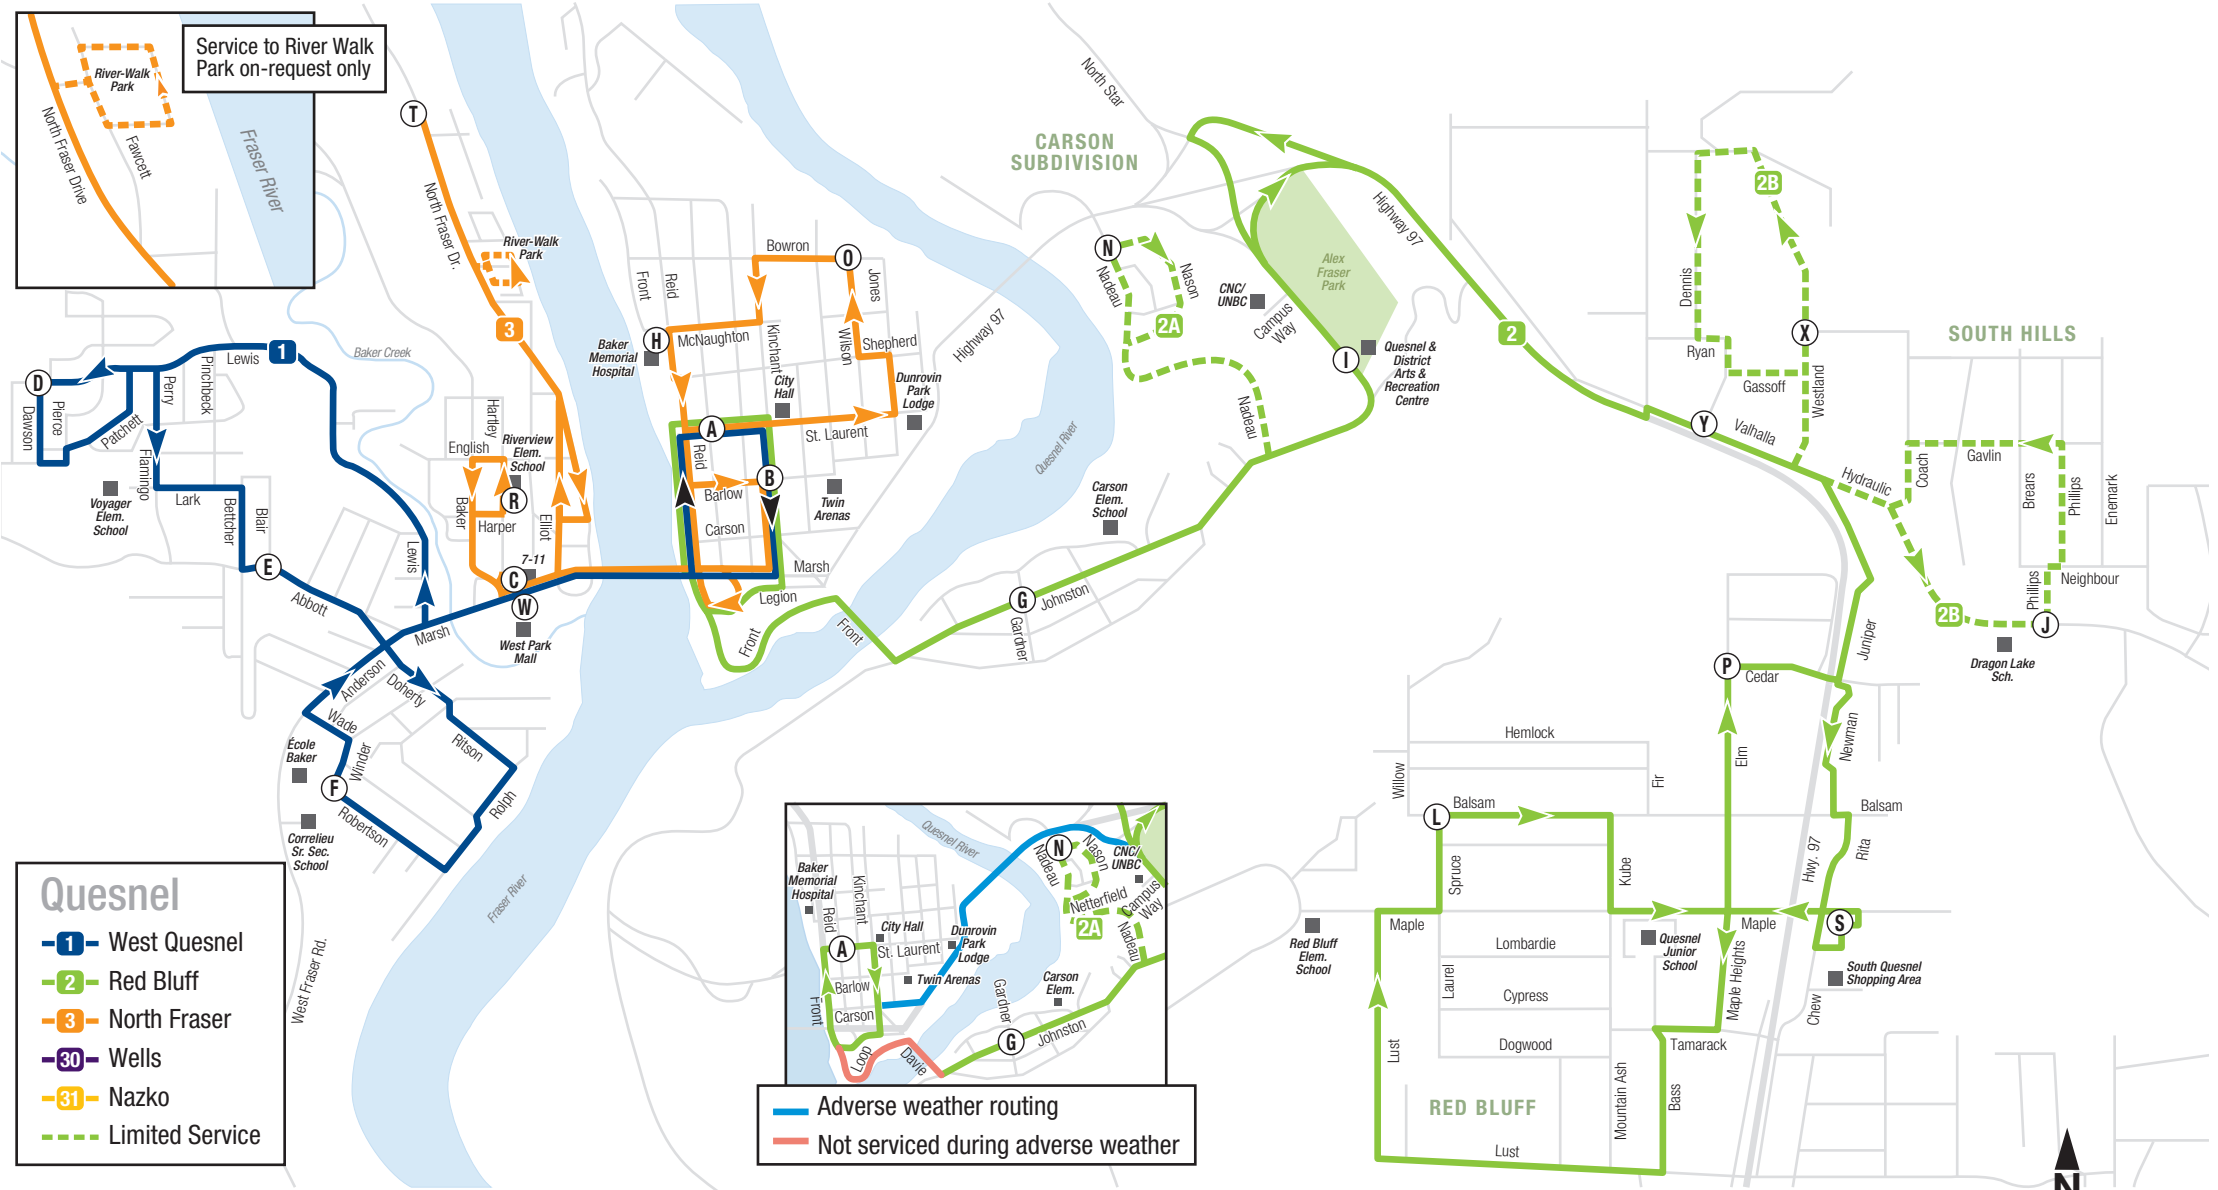 Service to River Walk
Park on-request only
River-Walk
Park
North Fraser Drive
Fawcett
Fraser River
T
North Fraser Dr.
River-Walk
Park
3
CARSON
SUBDIVISION
North Star
Highway 97
Highway 97
2
Alex
Fraser
Park
CNC/
UNBC
Campus
Way
I
Quesnel &
District
Arts &
Recreation
Centre
N
Nadeau
Nason
2A
Nadeau
Quesnel River
Bowron
O
Jones
Front
Reid
H
McNaughton
Kinchant
Wilson
Shepherd
Baker
Memorial
Hospital
City
Hall
Dunrovin
Park
Lodge
A
St. Laurent
Reid
B
Barlow
Twin
Arenas
Carson
Marsh
Legion
Front
Front
Carson
Elem.
School
G
Johnston
Gardner
Baker Creek
1
Lewis
D
Pierce
Dawson
Patchett
Perry
Pinchbeck
Flamingo
Lark
Bettcher
Blair
Voyager
Elem.
School
E
Abbott
Lewis
Marsh
English
Hartley
Riverview
Elem.
School
R
Baker
Harper
Elliot
7-11
C
W
West Park
Mall
Anderson
Doherty
Wade
Winder
Ritson
Rolph
Robertson
École
Baker
F
Correlieu
Sr. Sec.
School
West Fraser Rd.
Fraser River
2B
Dennis
Ryan
Gassoff
X
Westland
SOUTH HILLS
Y
Valhalla
Hydraulic
Coach
Gavlin
Brears
Phillips
Enemark
Neighbour
Phillips
2B
J
Dragon Lake
Sch.
Juniper
P
Cedar
Newman
Elm
Hemlock
Willow
Fir
L
Balsam
Balsam
Rita
Hwy. 97
Spruce
Kube
Maple
Maple
S
Red Bluff
Elem.
School
Lombardie
Quesnel
Junior
School
Maple Heights
South Quesnel
Shopping Area
Laurel
Cypress
Chew
Dogwood
Tamarack
Lust
Mountain Ash
Bass
RED BLUFF
Lust
N
Quesnel
1 West Quesnel
2 Red Bluff
3 North Fraser
30 Wells
31 Nazko
Limited Service
Quesnel River
N
Nadeau
Nason
CNC/
UNBC
Campus
Way
Netterfield
2A
Nadeau
Baker
Memorial
Hospital
Kinchant
Reid
City Hall
A
St. Laurent
Dunrovin
Park
Lodge
Twin Arenas
Barlow
Front
Carson
Carson
Elem.
Gardner
G
Johnston
Loop
Davie
Adverse weather routing
Not serviced during adverse weather